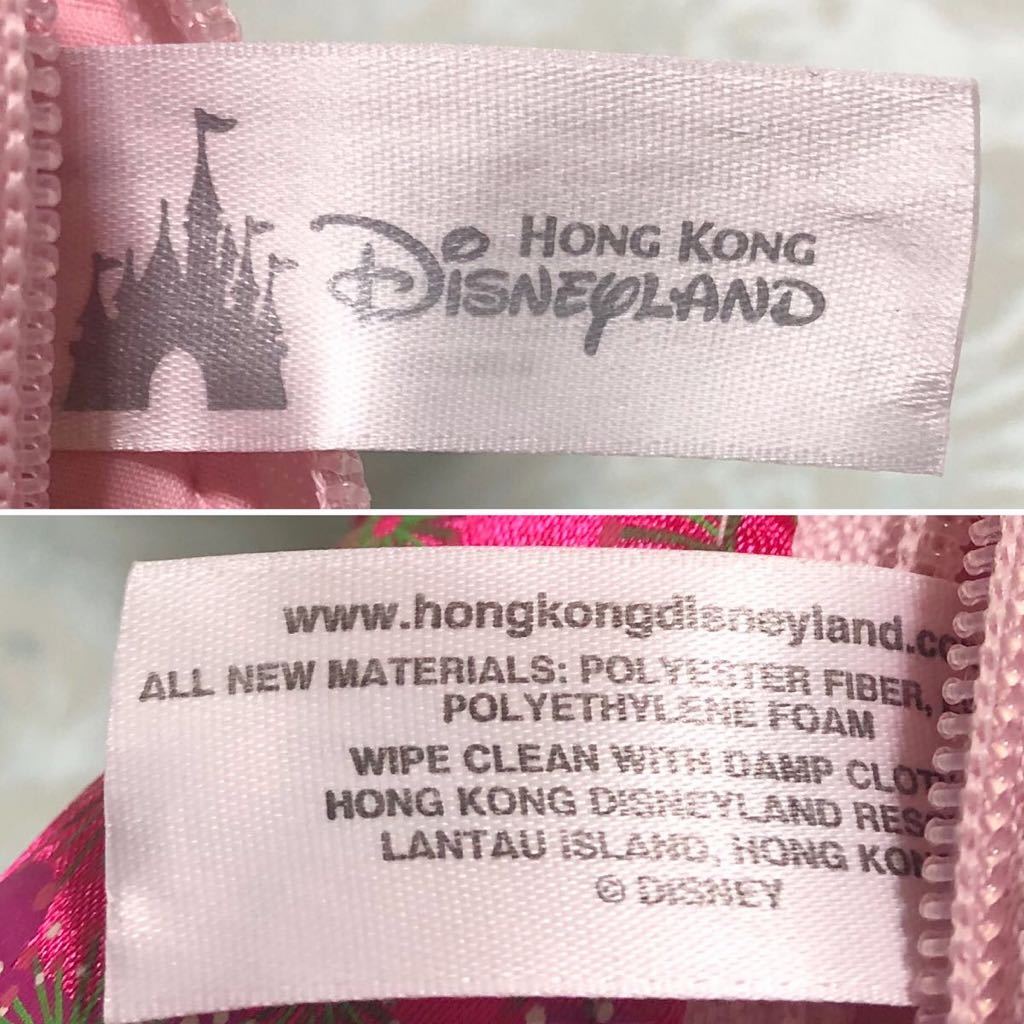 HONG KONG
DISNEYLAND
www.hongkongdisneyland.co
ALL NEW MATERIALS: POLYESTER FIBER,
POLYETHYLENE FOAM
WIPE CLEAN WITH DAMP CLOT
HONG KONG DISNEYLAND RES
LANTAU ISLAND, HONG KON
© DISNEY